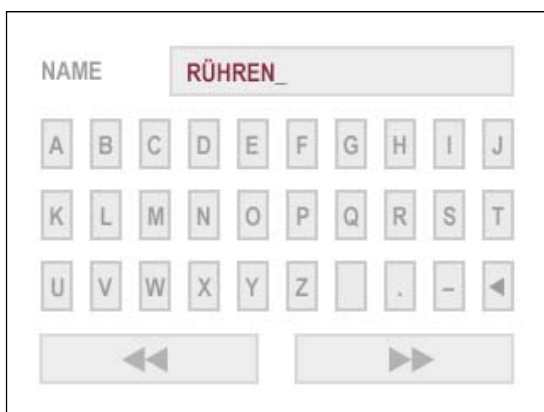 NAME RÜHREN_
A B C D E F G H I J
K L M N O P Q R S T
U V W X Y Z . – ◀
◀◀ ▶▶